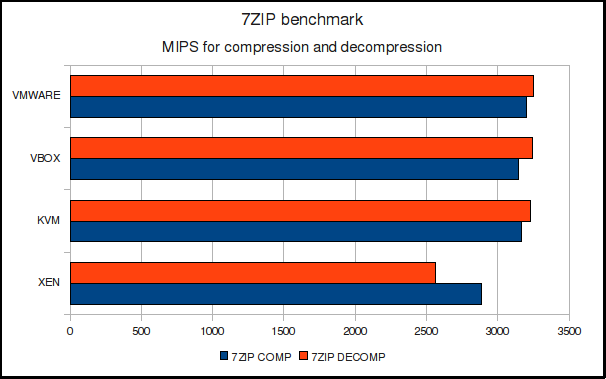 7ZIP benchmark
MIPS for compression and decompression
VMWARE
VBOX
KVM
XEN
0 500 1000 1500 2000 2500 3000 3500
7ZIP COMP 7ZIP DECOMP